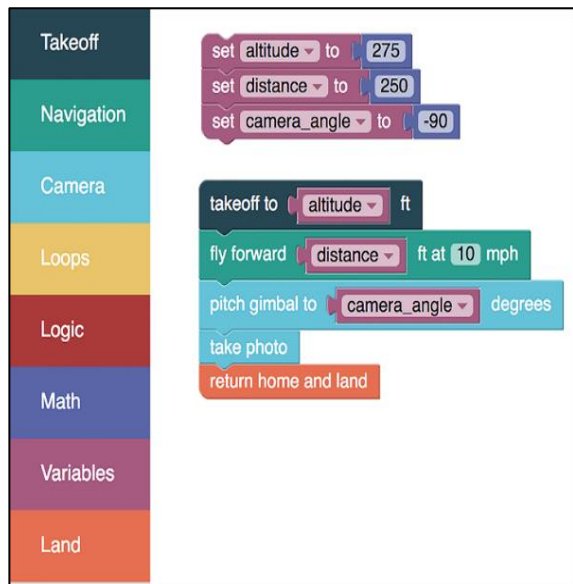 Takeoff
Navigation
Camera
Loops
Logic
Math
Variables
Land
set altitude to 275
set distance to 250
set camera_angle to -90
takeoff to altitude ft
fly forward distance ft at 10 mph
pitch gimbal to camera_angle degrees
take photo
return home and land